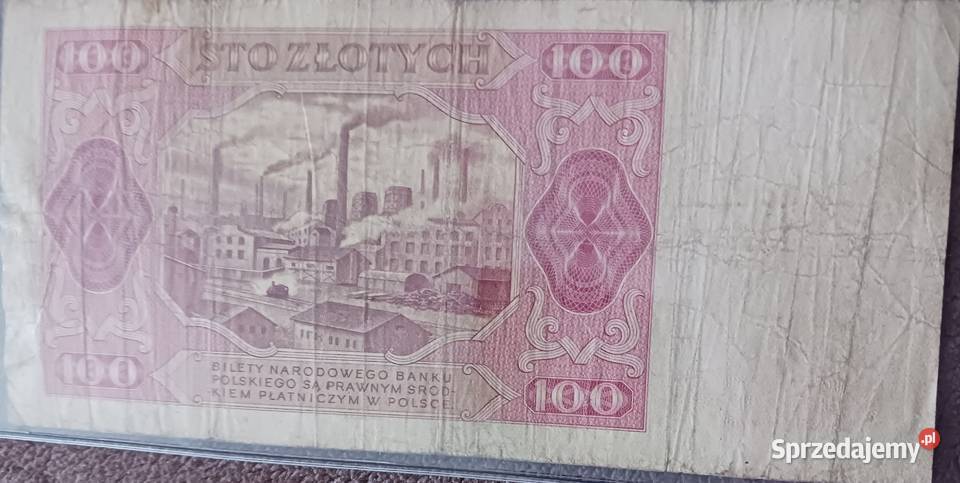 100 STO ZŁOTYCH 100
BILETY NARODOWEGO BANKU
POLSKIEGO SĄ PRAWNYM ŚROD-
KIEM PŁATNICZYM W POLSCE.
100 100
Sprzedajemy.pl